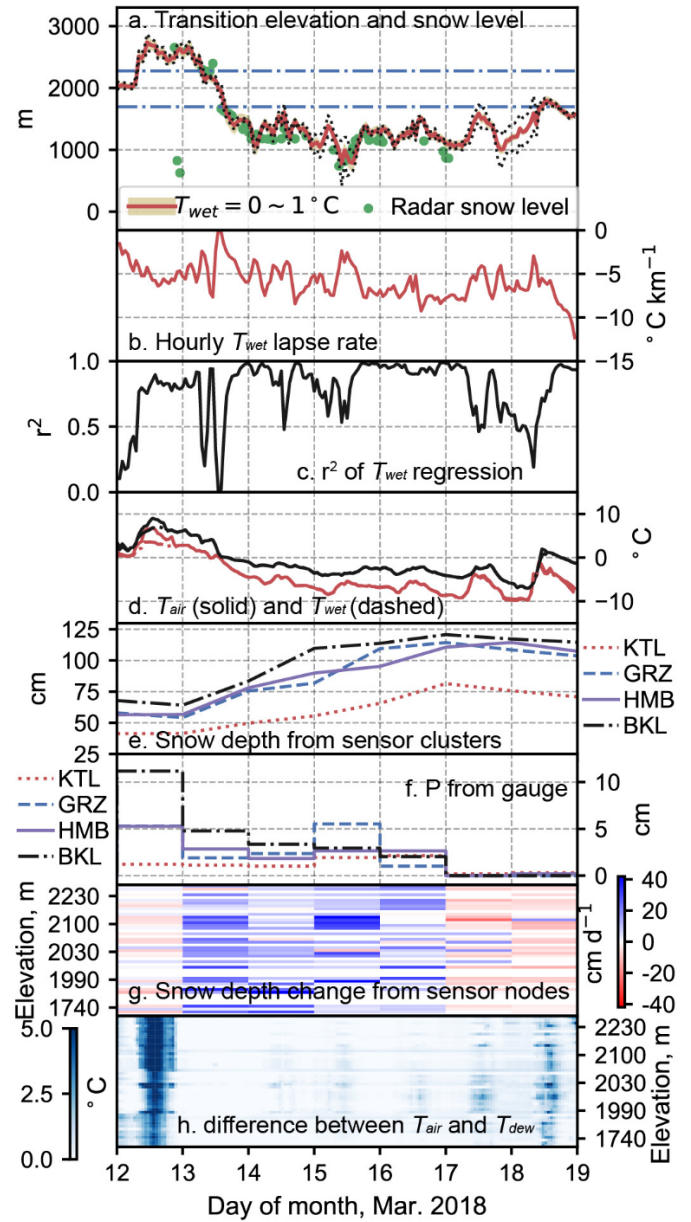 a. Transition elevation and snow level
3000
2000
m
1000
0
T_wet = 0 ~ 1°C
Radar snow level
0
−5
−10
−15
°C km⁻¹
b. Hourly T_wet lapse rate
1.0
0.5
0.0
r²
c. r² of T_wet regression
10
0
−10
°C
d. T_air (solid) and T_wet (dashed)
125
100
75
50
25
cm
KTL
GRZ
HMB
BKL
e. Snow depth from sensor clusters
KTL
GRZ
HMB
BKL
f. P from gauge
10
5
0
cm
2230
2100
2030
1990
1740
Elevation, m
g. Snow depth change from sensor nodes
cm d⁻¹
40
20
0
−20
−40
5.0
2.5
0.0
°C
2230
2100
2030
1990
1740
Elevation, m
h. difference between T_air and T_dew
12 13 14 15 16 17 18 19
Day of month, Mar. 2018